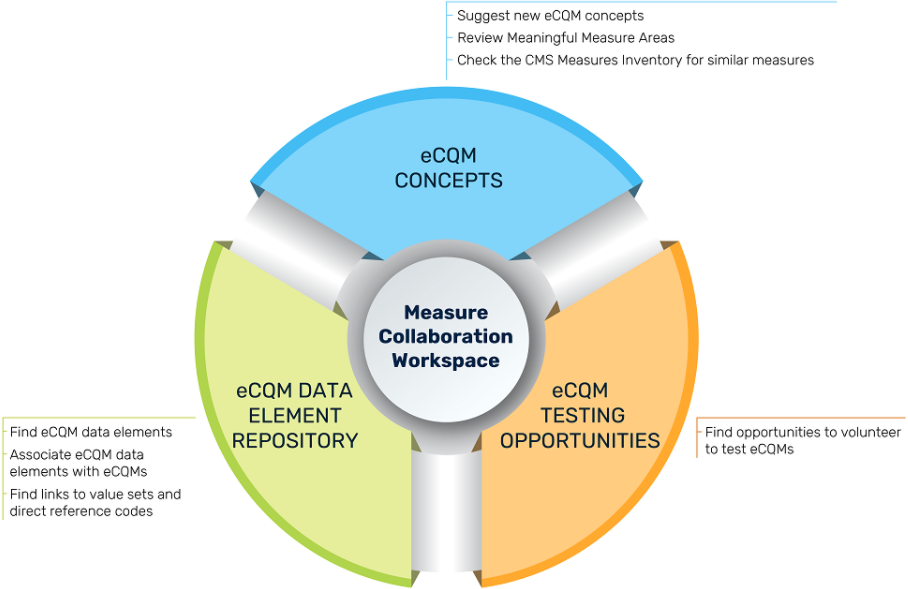 Suggest new eCQM concepts
Review Meaningful Measure Areas
Check the CMS Measures Inventory for similar measures
eCQM
CONCEPTS
Measure
Collaboration
Workspace
eCQM DATA
ELEMENT
REPOSITORY
eCQM
TESTING
OPPORTUNITIES
Find eCQM data elements
Associate eCQM data
elements with eCQMs
Find links to value sets and
direct reference codes
Find opportunities to volunteer
to test eCQMs